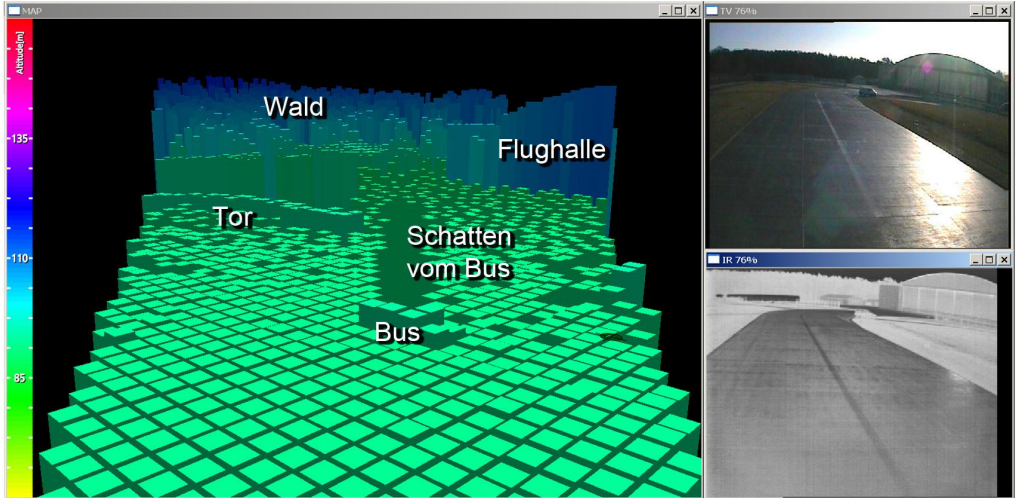 MAP
Altitude[m]
135
110
85
Wald
Flughalle
Tor
Schatten
vom Bus
Bus
TV 76%
IR 76%